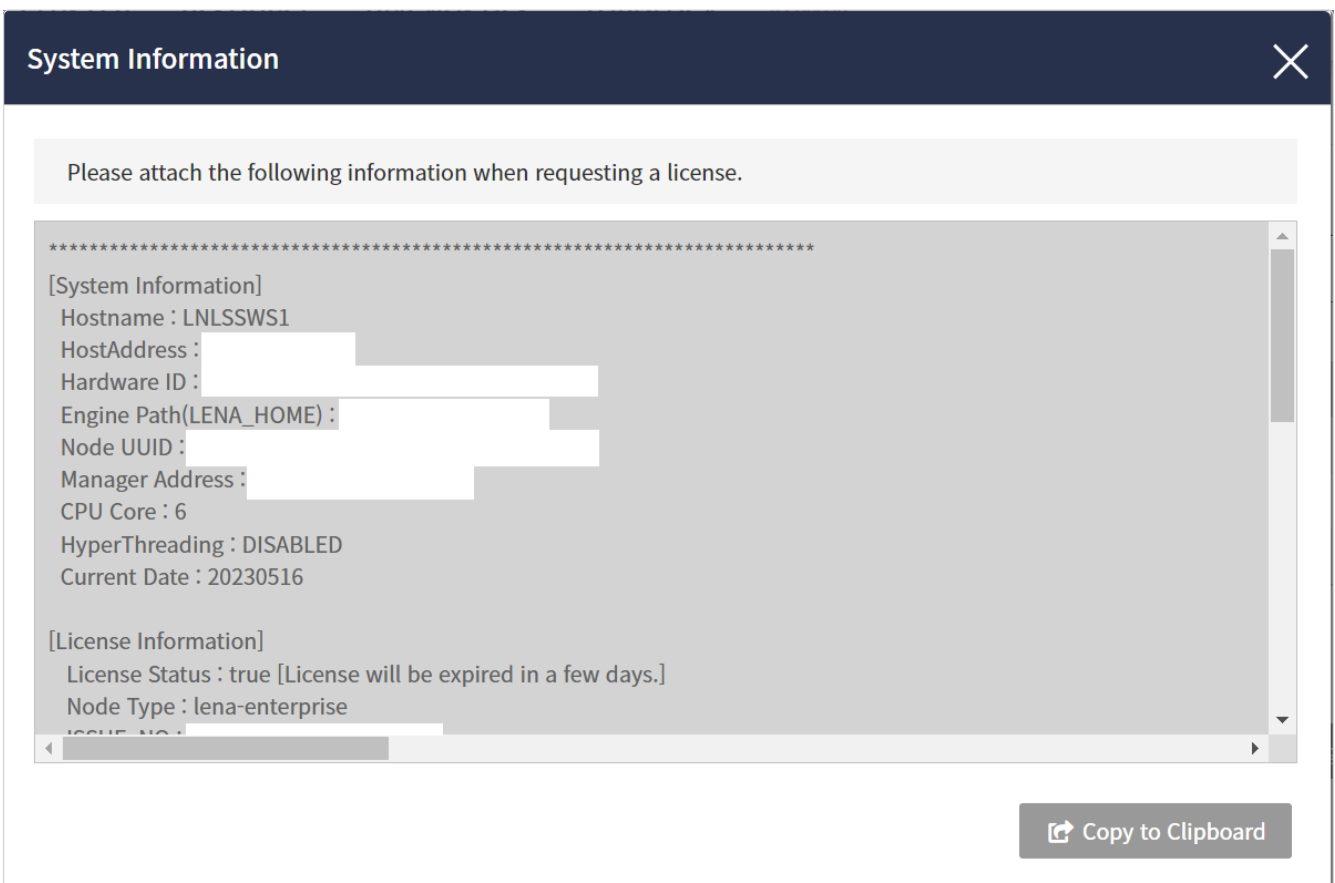 System Information
Please attach the following information when requesting a license.
****************************************************************************
[System Information]
Hostname : LNLSSWS1
HostAddress :
Hardware ID :
Engine Path(LENA_HOME) :
Node UUID :
Manager Address :
CPU Core : 6
HyperThreading : DISABLED
Current Date : 20230516
[License Information]
License Status : true [License will be expired in a few days.]
Node Type : lena-enterprise
Copy to Clipboard